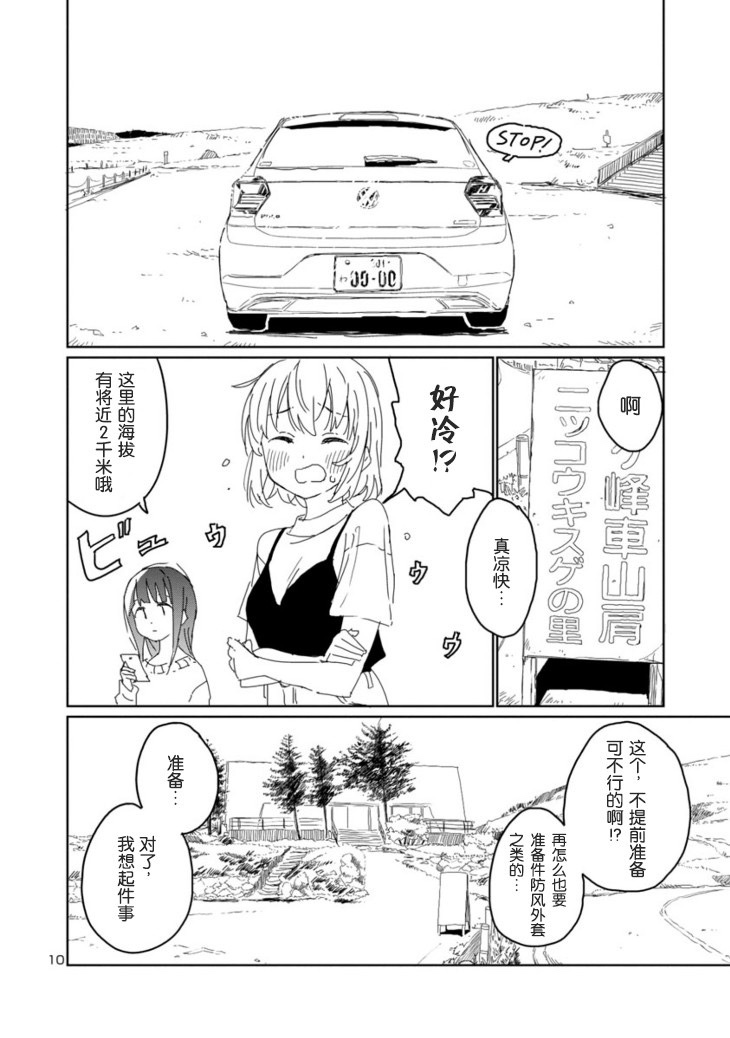 STOP!
00-00
啊
峰車山肩
ニッコウキスゲの里
真凉快…
好冷!?
这里的海拔
有将近2千米哦
ビュゥ
ゥ
ゥ
这个，不提前准备
可不行的啊!?
再怎么也要
准备件防风外套
之类的…
准备…
对了，
我想起件事
10